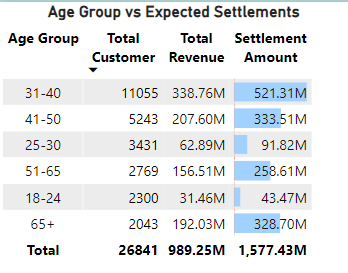 Age Group vs Expected Settlements
Age Group Total Customer Total Revenue Settlement Amount
31-40 11055 338.76M 521.31M
41-50 5243 207.60M 333.51M
25-30 3431 62.89M 91.82M
51-65 2769 156.51M 258.61M
18-24 2300 31.46M 43.47M
65+ 2043 192.03M 328.70M
Total 26841 989.25M 1,577.43M